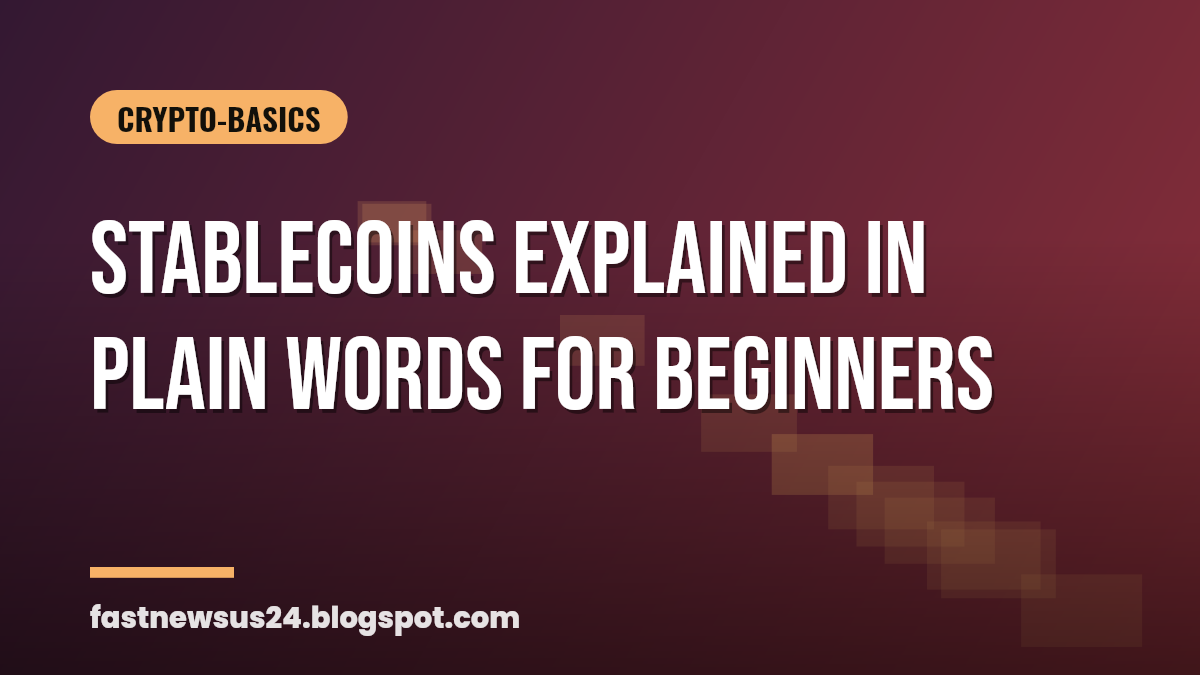 CRYPTO-BASICS
STABLECOINS EXPLAINED IN
PLAIN WORDS FOR BEGINNERS
fastnewsus24.blogspot.com